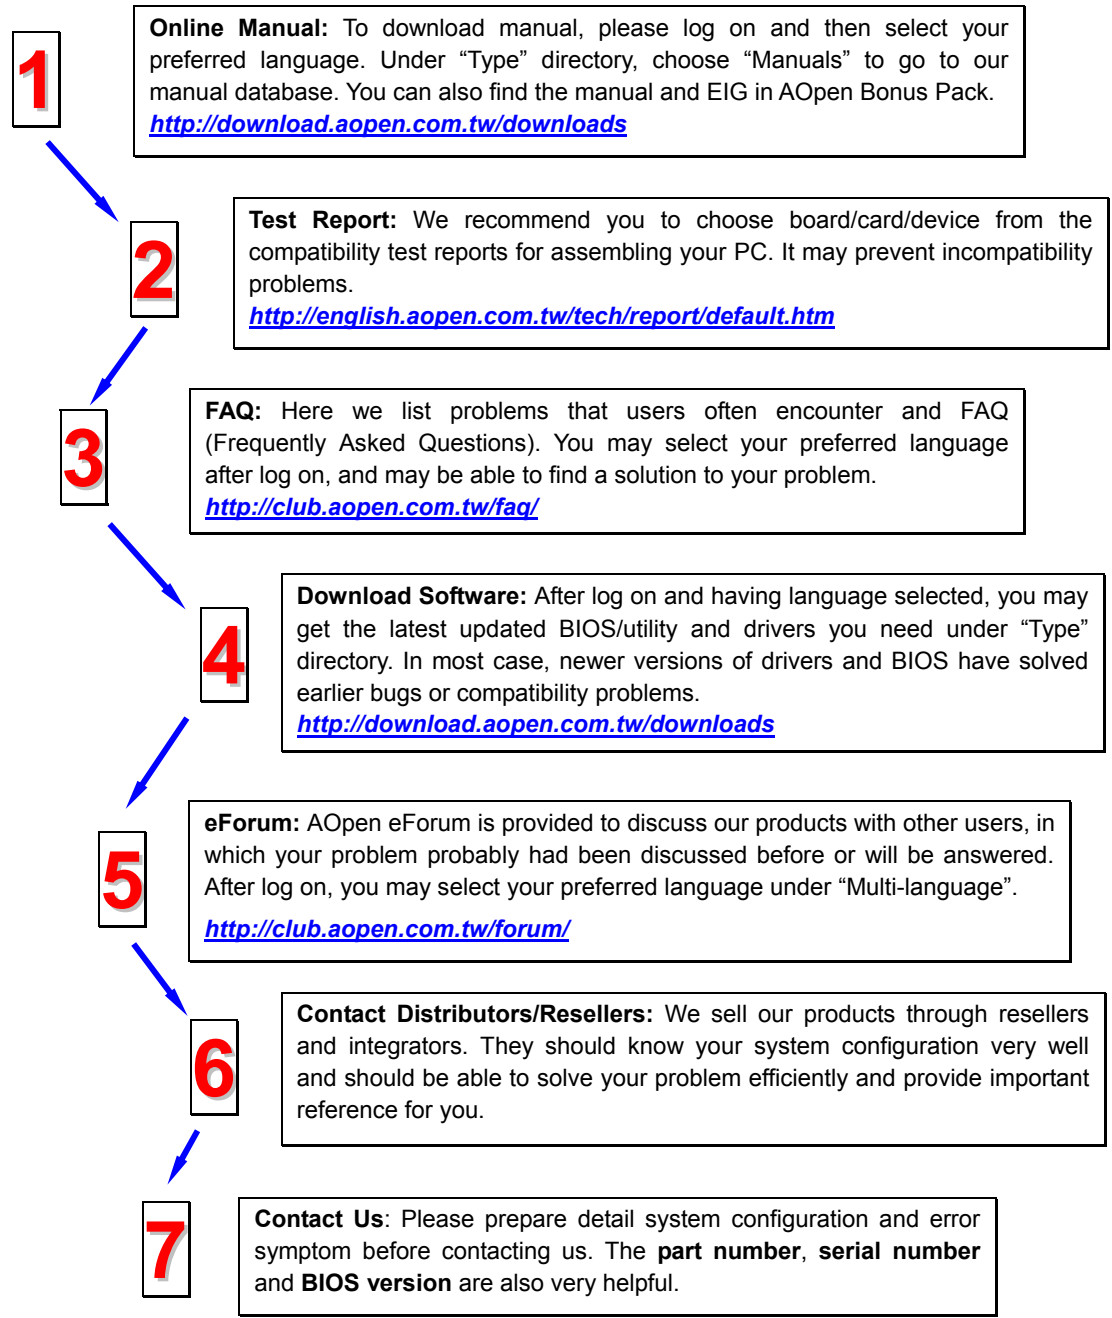 1
Online Manual: To download manual, please log on and then select your
preferred language. Under “Type” directory, choose “Manuals” to go to our
manual database. You can also find the manual and EIG in AOpen Bonus Pack.
http://download.aopen.com.tw/downloads
2
Test Report: We recommend you to choose board/card/device from the
compatibility test reports for assembling your PC. It may prevent incompatibility
problems.
http://english.aopen.com.tw/tech/report/default.htm
3
FAQ: Here we list problems that users often encounter and FAQ
(Frequently Asked Questions). You may select your preferred language
after log on, and may be able to find a solution to your problem.
http://club.aopen.com.tw/faq/
4
Download Software: After log on and having language selected, you may
get the latest updated BIOS/utility and drivers you need under “Type”
directory. In most case, newer versions of drivers and BIOS have solved
earlier bugs or compatibility problems.
http://download.aopen.com.tw/downloads
5
eForum: AOpen eForum is provided to discuss our products with other users, in
which your problem probably had been discussed before or will be answered.
After log on, you may select your preferred language under “Multi-language”.
http://club.aopen.com.tw/forum/
6
Contact Distributors/Resellers: We sell our products through resellers
and integrators. They should know your system configuration very well
and should be able to solve your problem efficiently and provide important
reference for you.
7
Contact Us: Please prepare detail system configuration and error
symptom before contacting us. The part number, serial number
and BIOS version are also very helpful.